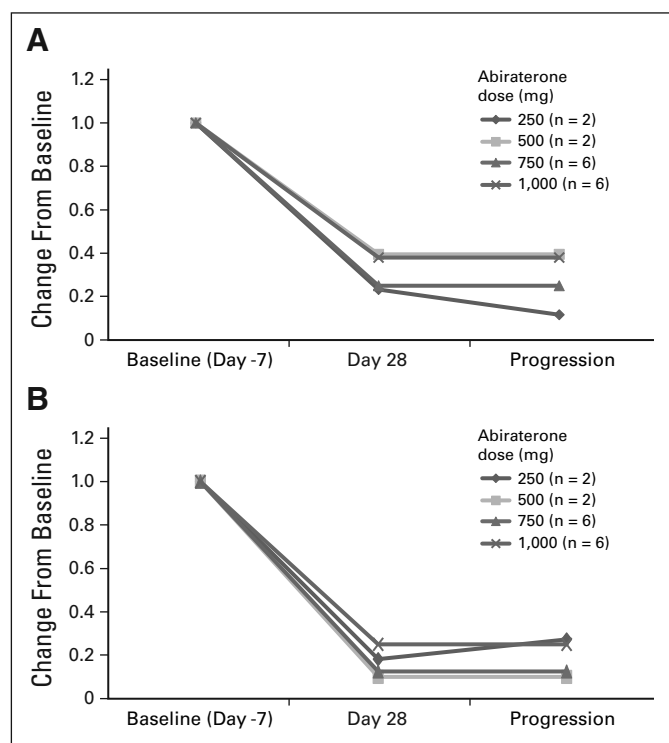 A
Change From Baseline
1.2
1.0
0.8
0.6
0.4
0.2
0
Abiraterone
dose (mg)
250 (n = 2)
500 (n = 2)
750 (n = 6)
1,000 (n = 6)
Baseline (Day -7)
Day 28
Progression
B
Change From Baseline
1.2
1.0
0.8
0.6
0.4
0.2
0
Abiraterone
dose (mg)
250 (n = 2)
500 (n = 2)
750 (n = 6)
1,000 (n = 6)
Baseline (Day -7)
Day 28
Progression